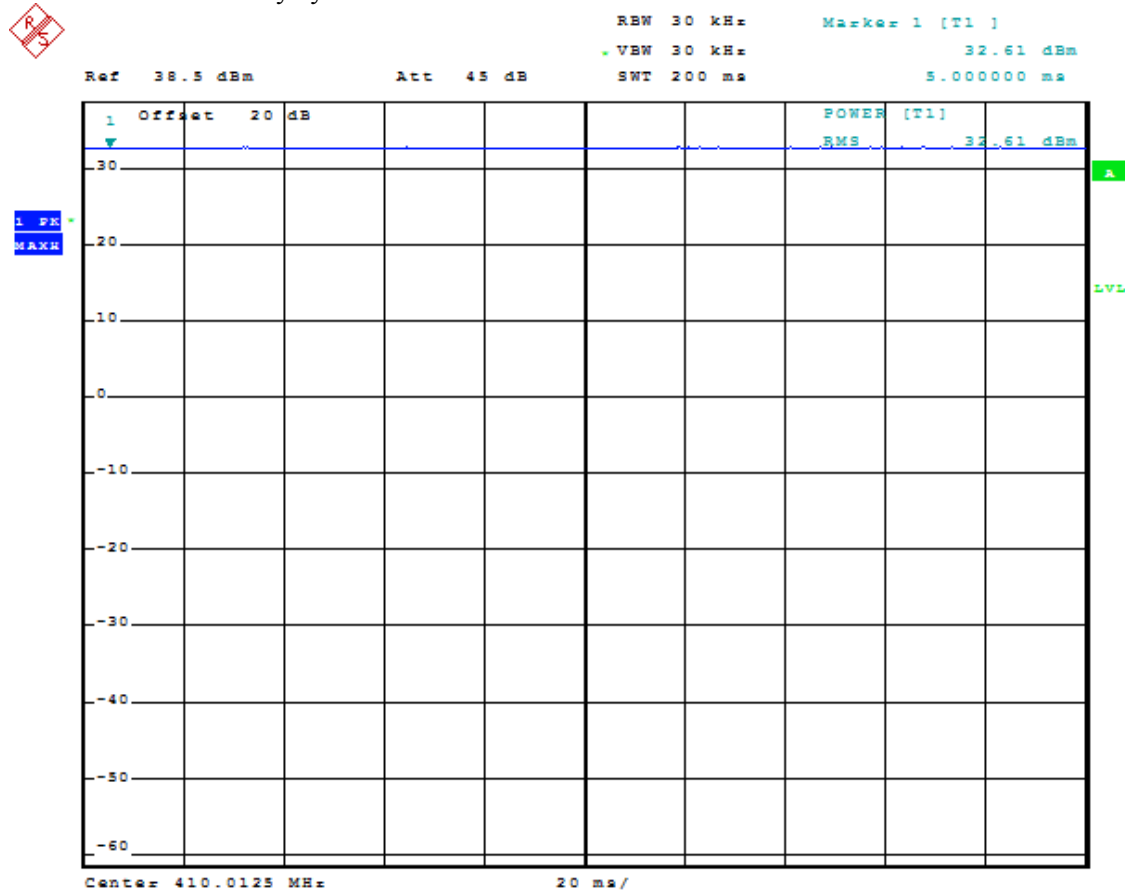 R S
RBW 30 kHz Marker 1 [T1 ]
* VBW 30 kHz 32.61 dBm
Ref 38.5 dBm Att 45 dB SWT 200 ms 5.000000 ms
1 Offset 20 dB POWER [T1]
RMS 32.61 dBm
30
A
1 PK *
MAXH
20
LVL
10
0
-10
-20
-30
-40
-50
-60
Center 410.0125 MHz 20 ms/